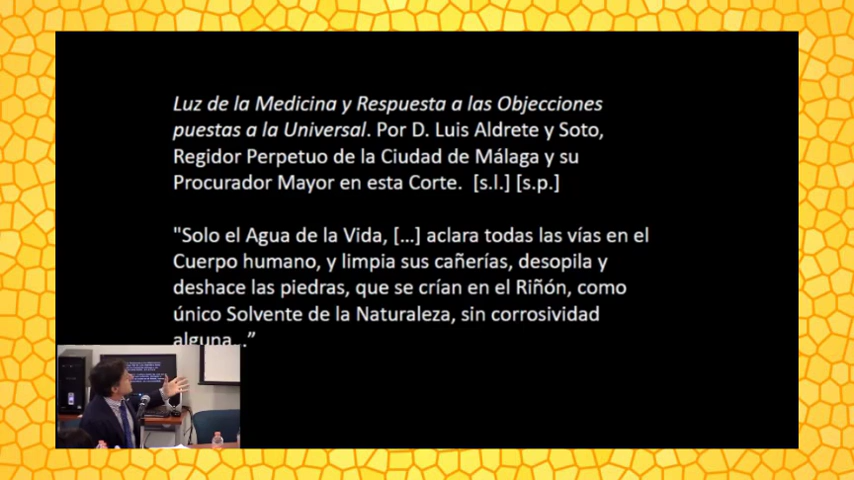 Luz de la Medicina y Respuesta a las Objecciones
puestas a la Universal. Por D. Luis Aldrete y Soto,
Regidor Perpetuo de la Ciudad de Málaga y su
Procurador Mayor en esta Corte. [s.l.] [s.p.]
"Solo el Agua de la Vida, […] aclara todas las vías en el
Cuerpo humano, y limpia sus cañerías, desopila y
deshace las piedras, que se crían en el Riñón, como
único Solvente de la Naturaleza, sin corrosividad
alguna…”